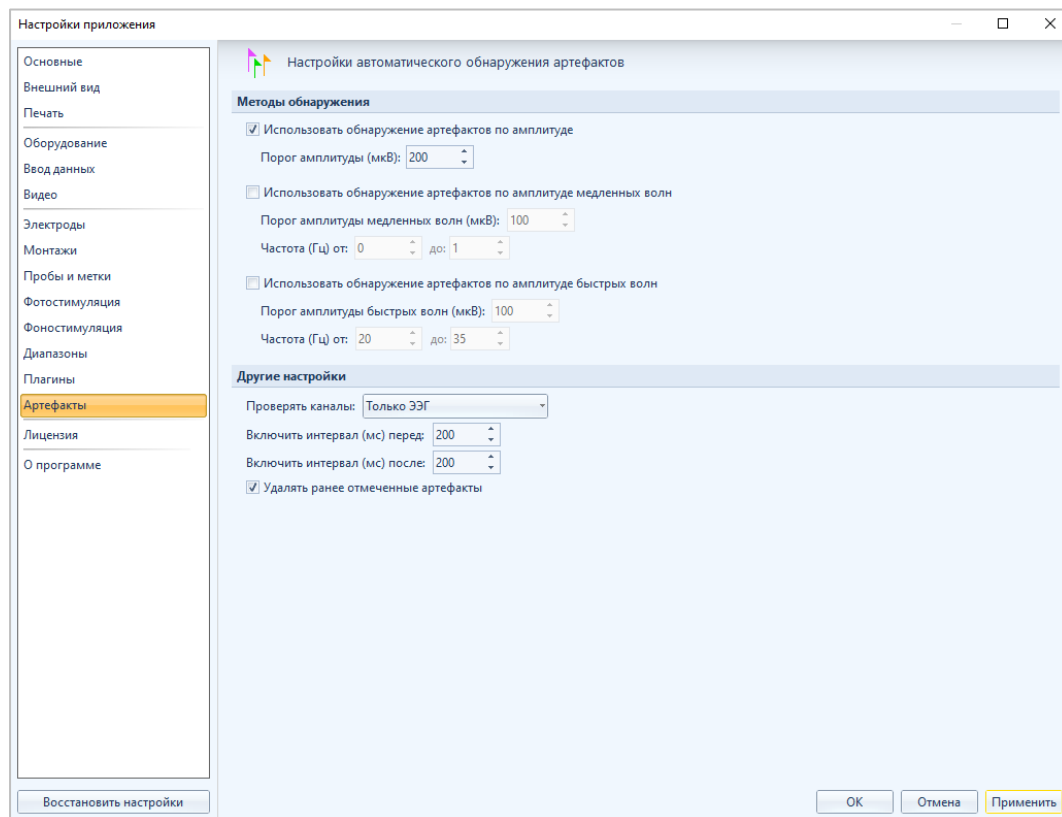 Настройки приложения
Основные
Внешний вид
Печать
Оборудование
Ввод данных
Видео
Электроды
Монтажи
Пробы и метки
Фотостимуляция
Фоностимуляция
Диапазоны
Плагины
Артефакты
Лицензия
О программе
Восстановить настройки
Настройки автоматического обнаружения артефактов
Методы обнаружения
Использовать обнаружение артефактов по амплитуде
Порог амплитуды (мкВ): 200
Использовать обнаружение артефактов по амплитуде медленных волн
Порог амплитуды медленных волн (мкВ): 100
Частота (Гц) от: 0 до: 1
Использовать обнаружение артефактов по амплитуде быстрых волн
Порог амплитуды быстрых волн (мкВ): 100
Частота (Гц) от: 20 до: 35
Другие настройки
Проверять каналы: Только ЭЭГ
Включить интервал (мс) перед: 200
Включить интервал (мс) после: 200
Удалять ранее отмеченные артефакты
ОК Отмена Применить